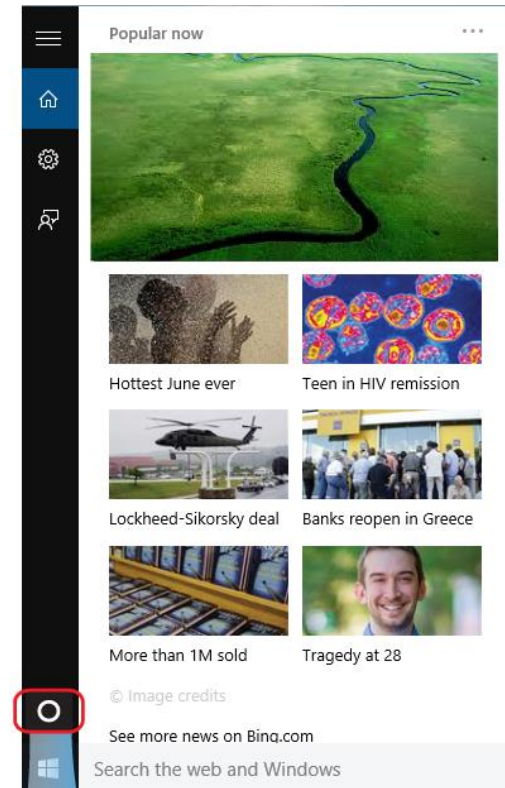 Popular now
Hottest June ever
Teen in HIV remission
Lockheed-Sikorsky deal
Banks reopen in Greece
More than 1M sold
Tragedy at 28
© Image credits
See more news on Bing.com
Search the web and Windows